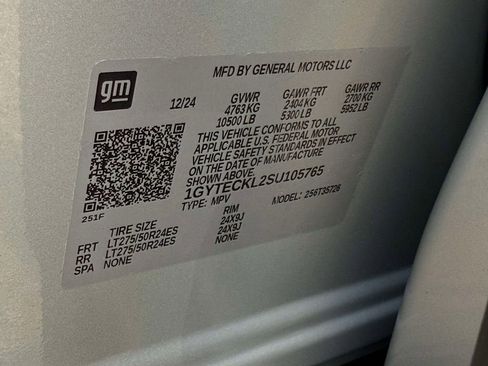 gm
MFD BY GENERAL MOTORS LLC
12/24 GVWR GAWR FRT GAWR RR
4763 KG 2404 KG 2700 KG
10500 LB 5300 LB 5952 LB
THIS VEHICLE CONFORMS TO ALL
APPLICABLE U.S. FEDERAL MOTOR
VEHICLE SAFETY STANDARDS IN EFFECT
ON THE DATE OF MANUFACTURE
SHOWN ABOVE.
1GYTECKL2SU105765
TYPE: MPV MODEL: 256T35726
251F
TIRE SIZE RIM
FRT LT275/50R24ES 24X9J
RR LT275/50R24ES 24X9J
SPA NONE NONE